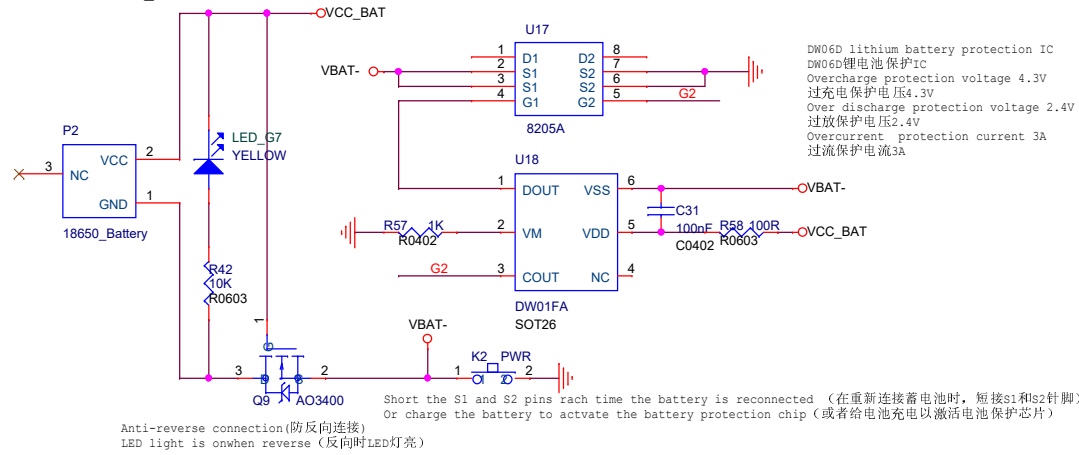 VCC_BAT
U17
1 D1 D2 8
VBAT- 2 S1 S2 7
3 S1 S2 6
4 G1 G2 5 G2
8205A
DW06D lithium battery protection IC
DW06D锂电池保护IC
Overcharge protection voltage 4.3V
过充电保护电压4.3V
Over discharge protection voltage 2.4V
过放保护电压2.4V
Overcurrent protection current 3A
过流保护电流3A
P2
VCC 2
3 NC
GND 1
18650_Battery
LED_G7
YELLOW
U18
1 DOUT VSS 6 VBAT-
R57 1K 2 VM VDD 5 R58 100R VCC_BAT
R0402
R0603
C31
100nF
C0402
G2 3 COUT NC 4
DW01FA
SOT26
R42
10K
R0603
1
G
3 D S 2
Q9 AO3400
VBAT-
K2 PWR
1 1 2 2
Short the S1 and S2 pins rach time the battery is reconnected （在重新连接蓄电池时，短接S1和S2针脚）
Or charge the battery to actvate the battery protection chip（或者给电池充电以激活电池保护芯片）
Anti-reverse connection(防反向连接)
LED light is onwhen reverse（反向时LED灯亮）